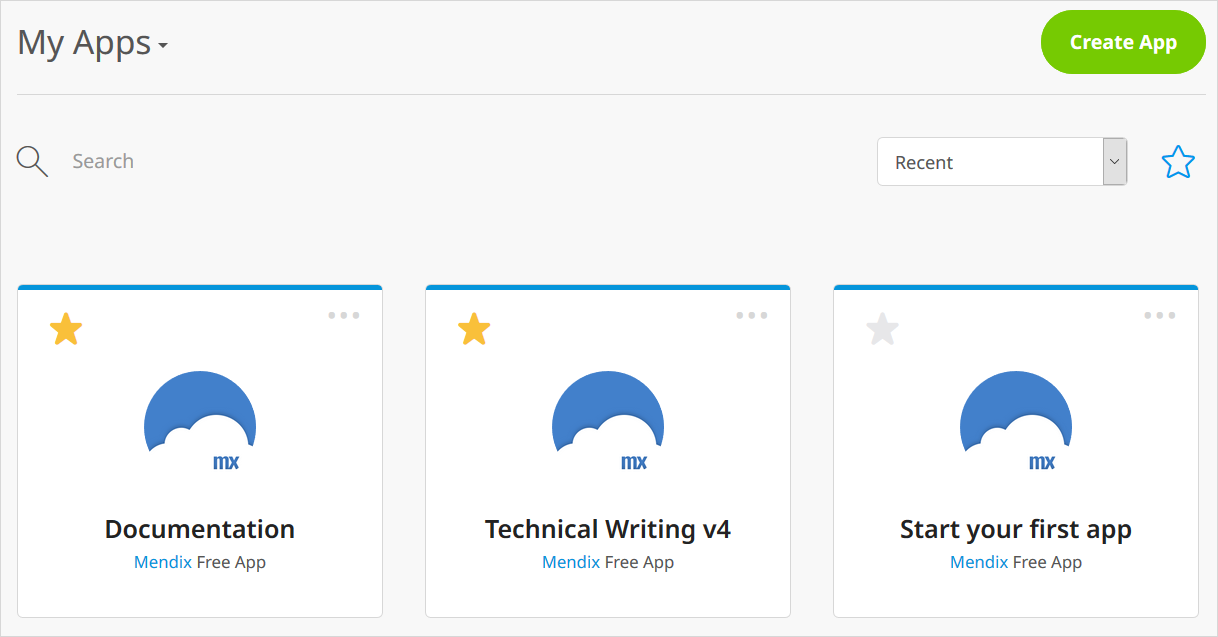 My Apps
Create App
Search
Recent
mx
mx
mx
Documentation
Technical Writing v4
Start your first app
Mendix Free App
Mendix Free App
Mendix Free App